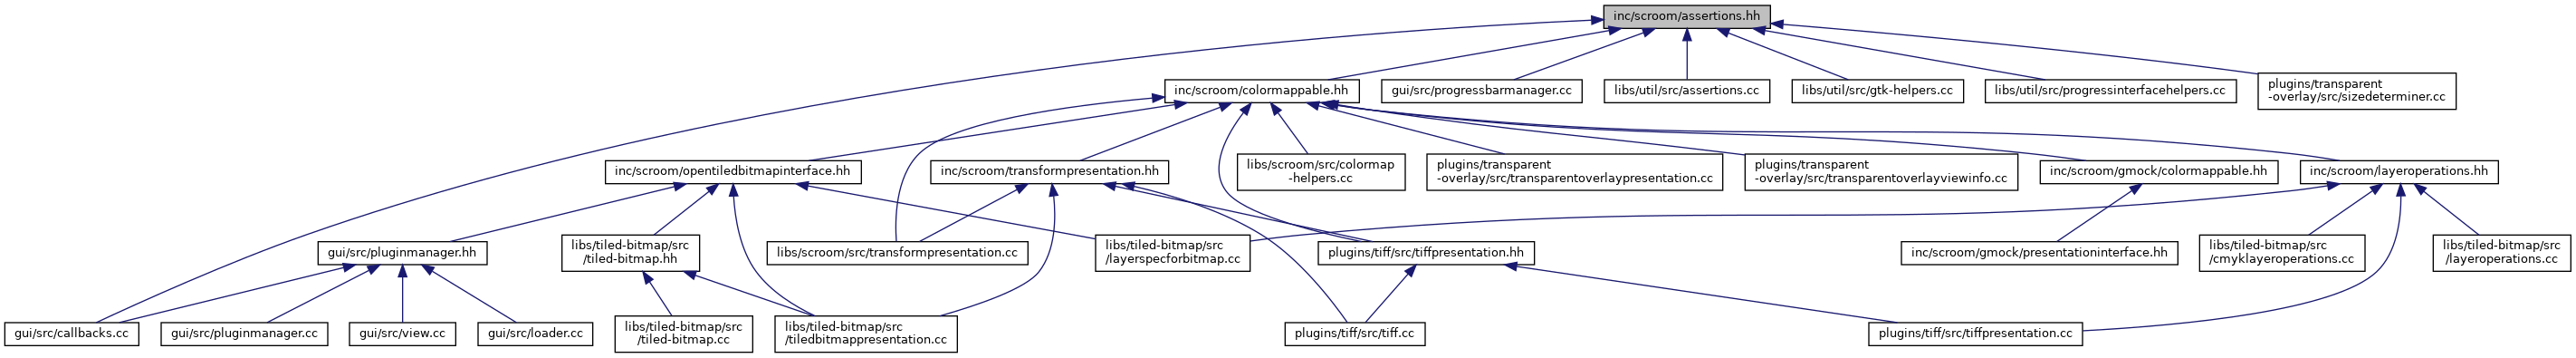 inc/scroom/assertions.hh
inc/scroom/colormappable.hh
gui/src/progressbarmanager.cc
libs/util/src/assertions.cc
libs/util/src/gtk-helpers.cc
libs/util/src/progressinterfacehelpers.cc
plugins/transparent
-overlay/src/sizedeterminer.cc
inc/scroom/opentiledbitmapinterface.hh
inc/scroom/transformpresentation.hh
libs/scroom/src/colormap
-helpers.cc
plugins/transparent
-overlay/src/transparentoverlaypresentation.cc
plugins/transparent
-overlay/src/transparentoverlayviewinfo.cc
inc/scroom/gmock/colormappable.hh
inc/scroom/layeroperations.hh
gui/src/pluginmanager.hh
libs/tiled-bitmap/src
/tiled-bitmap.hh
libs/scroom/src/transformpresentation.cc
libs/tiled-bitmap/src
/layerspecforbitmap.cc
plugins/tiff/src/tiffpresentation.hh
inc/scroom/gmock/presentationinterface.hh
libs/tiled-bitmap/src
/cmyklayeroperations.cc
libs/tiled-bitmap/src
/layeroperations.cc
gui/src/callbacks.cc
gui/src/pluginmanager.cc
gui/src/view.cc
gui/src/loader.cc
libs/tiled-bitmap/src
/tiled-bitmap.cc
libs/tiled-bitmap/src
/tiledbitmappresentation.cc
plugins/tiff/src/tiff.cc
plugins/tiff/src/tiffpresentation.cc